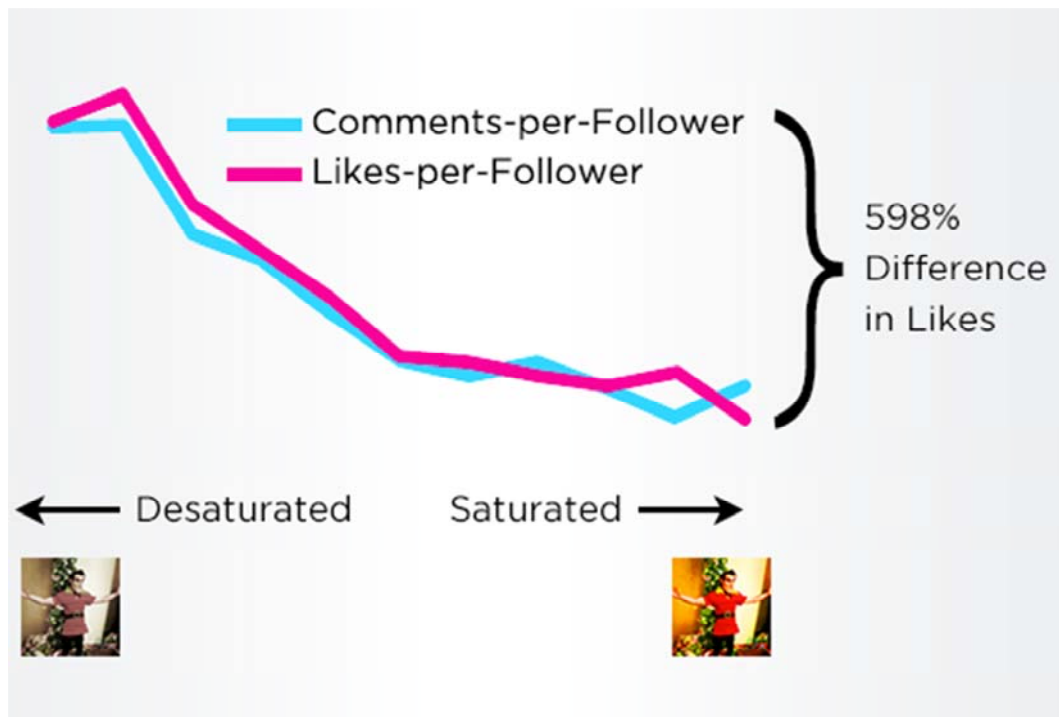 Comments-per-Follower
Likes-per-Follower
598%
Difference
in Likes
Desaturated
Saturated